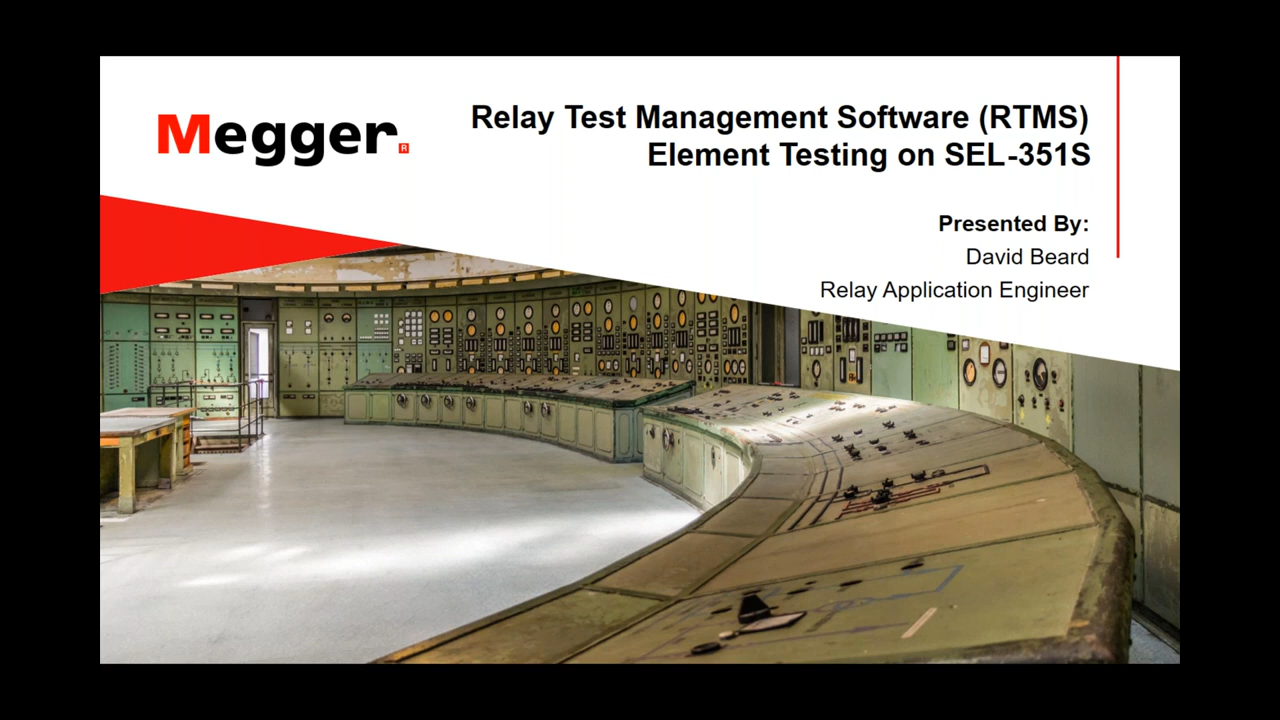 Megger
Relay Test Management Software (RTMS)
Element Testing on SEL-351S
Presented By:
David Beard
Relay Application Engineer